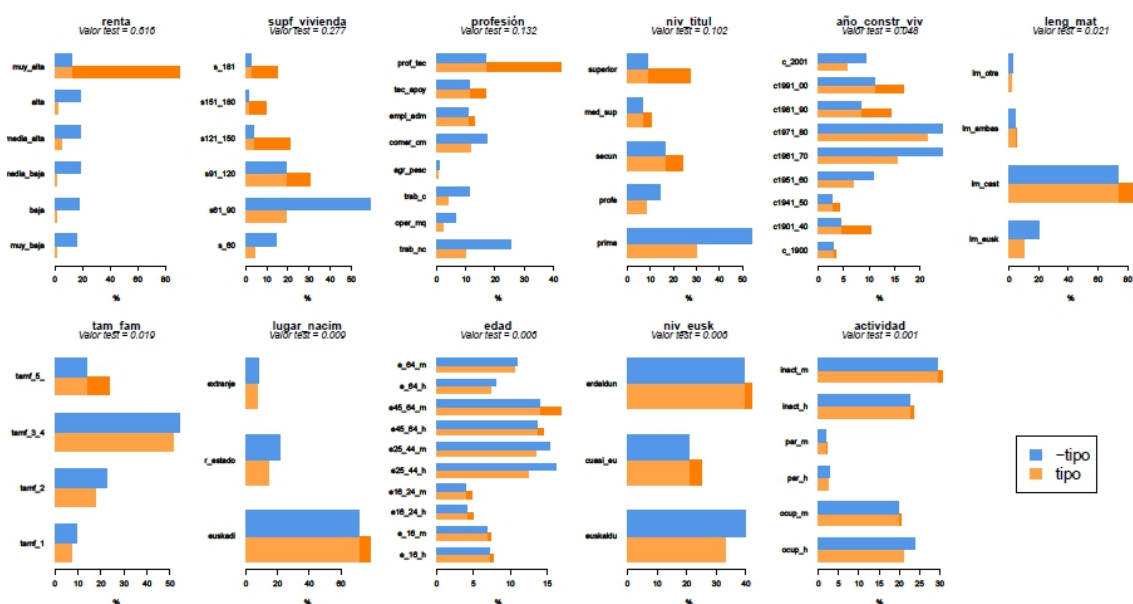 renta
Valor test = 0.616
muy_alta
alta
media_alta
nedia_baja
baja
muy_baja
0 20 40 60 80
%
supf_vivienda
Valor test = 0.277
s_181
s151_180
s121_150
s91_120
s61_90
s_60
0 10 20 30 40 50
%
profesión
Valor test = 0.132
prof_tec
tec_apoy
empl_adm
comer_cm
agr_pesc
trab_c
oper_mq
trab_nc
0 10 20 30 40
%
niv_titul
Valor test = 0.102
superior
med_sup
secun
profe
prima
0 10 20 30 40 50
%
año_constr_viv
Valor test = 0.048
c_2001
c1991_00
c1981_90
c1971_80
c1961_70
c1951_60
c1941_50
c1901_40
c_1900
0 5 10 15 20
%
leng_mat
Valor test = 0.021
lm_otra
lm_ambas
lm_cast
lm_eusk
0 20 40 60 80
%
tam_fam
Valor test = 0.019
tamf_5_
tamf_3_4
tamf_2
tamf_1
0 10 20 30 40 50
%
lugar_nacim
Valor test = 0.009
extranje
r_estado
euskadi
0 20 40 60
%
edad
Valor test = 0.006
e_64_m
e_64_h
e45_64_m
e45_64_h
e25_44_m
e25_44_h
e16_24_m
e16_24_h
e_16_m
e_16_h
0 5 10 15
%
niv_eusk
Valor test = 0.006
erdaldun
cuasi_eu
euskaldu
0 10 20 30 40
%
actividad
Valor test = 0.001
inact_m
inact_h
par_m
par_h
ocup_m
ocup_h
0 5 10 15 20 25 30
%
−tipo
tipo